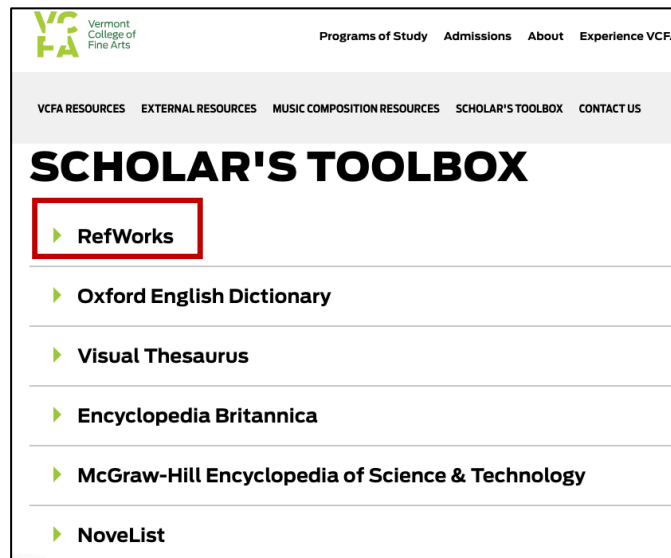 VCFA
Vermont
College of
Fine Arts
Programs of Study Admissions About Experience VCFA
VCFA RESOURCES EXTERNAL RESOURCES MUSIC COMPOSITION RESOURCES SCHOLAR'S TOOLBOX CONTACT US
SCHOLAR'S TOOLBOX
RefWorks
Oxford English Dictionary
Visual Thesaurus
Encyclopedia Britannica
McGraw-Hill Encyclopedia of Science & Technology
NoveList